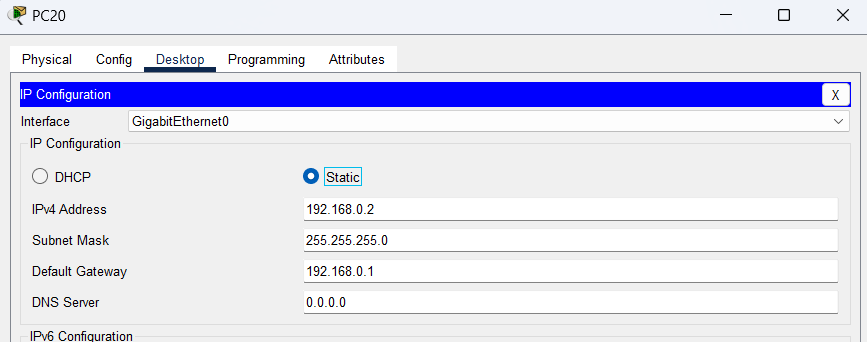 PC20
Physical Config Desktop Programming Attributes
IP Configuration X
Interface GigabitEthernet0
IP Configuration
DHCP Static
IPv4 Address 192.168.0.2
Subnet Mask 255.255.255.0
Default Gateway 192.168.0.1
DNS Server 0.0.0.0
IPv6 Configuration